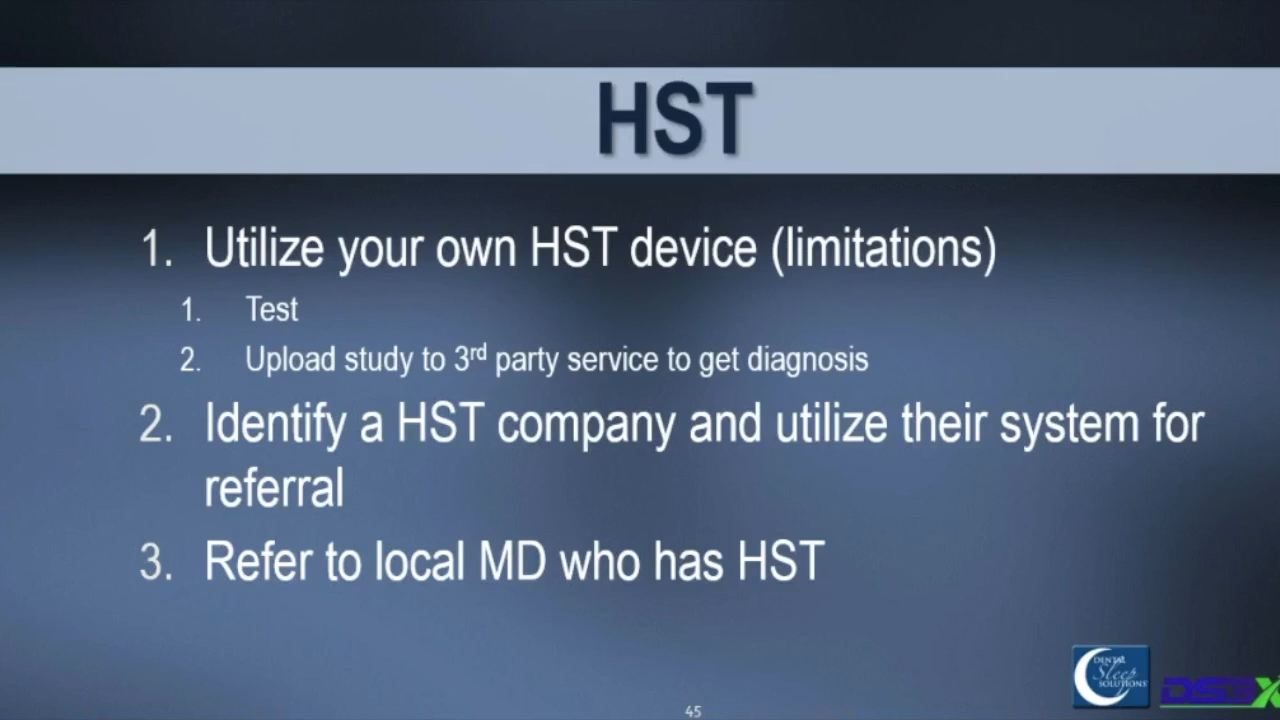 HST
1. Utilize your own HST device (limitations)
1. Test
2. Upload study to 3rd party service to get diagnosis
2. Identify a HST company and utilize their system for
referral
3. Refer to local MD who has HST
DENTAL
Sleep
SOLUTIONS
DS3X
45